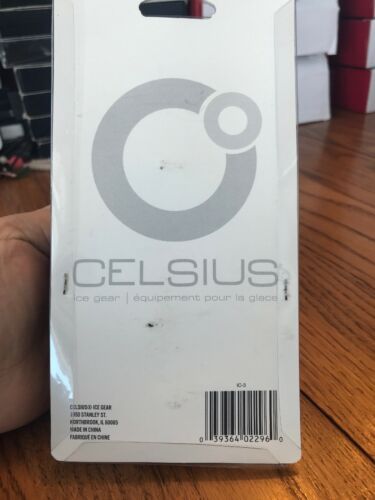 CELSIUS
ice gear | équipement pour la glace
IC-3
CELSIUS® ICE GEAR
STANLEY ST.
NORTHBROOK, IL 60065
MADE IN CHINA
FABRIQUÉ EN CHINE
0 39364 02296 0